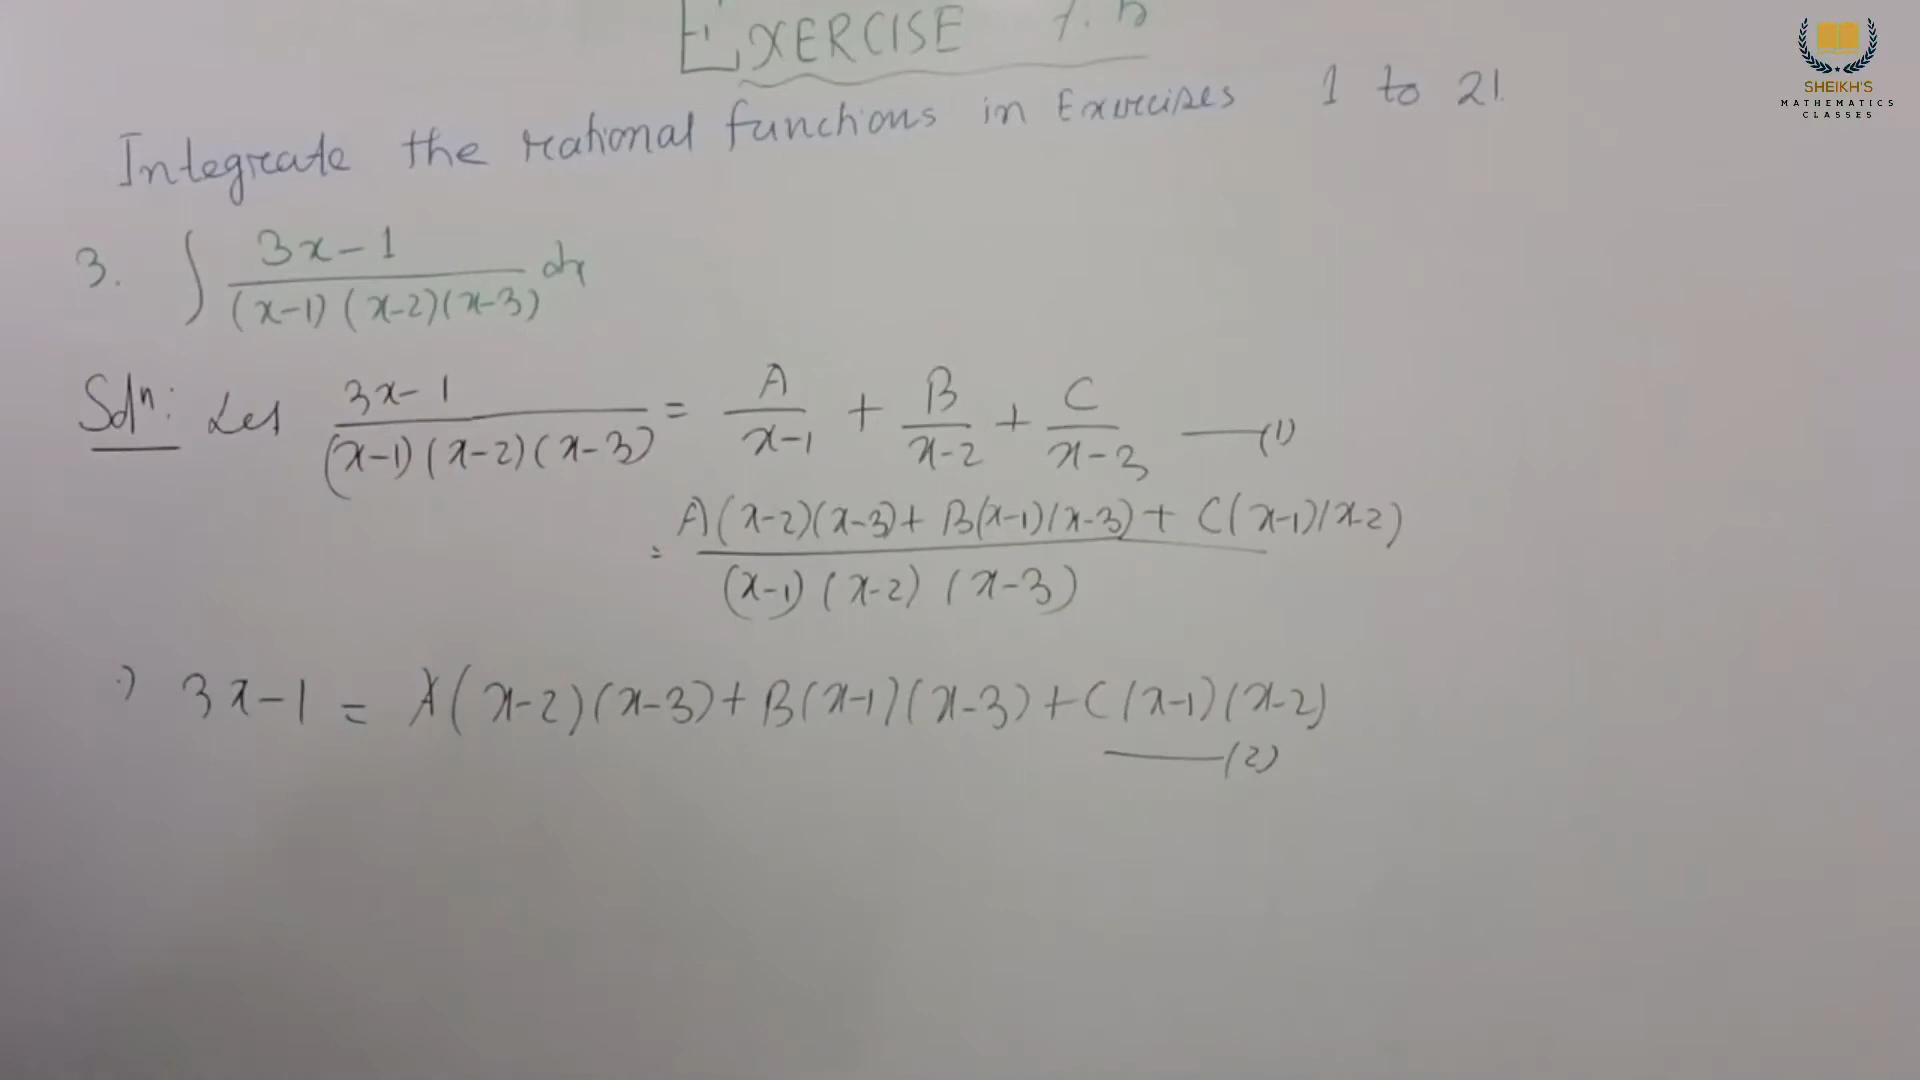 EXERCISE
SHEIKH'S
MATHEMATICS
CLASSES
Integrate the rational functions in Exercises 1 to 21.
3. ∫ (3x-1)/((x-1)(x-2)(x-3)) dx
Soln: Let (3x-1)/((x-1)(x-2)(x-3)) = A/(x-1) + B/(x-2) + C/(x-3) —(1)
= (A(x-2)(x-3) + B(x-1)(x-3) + C(x-1)(x-2))/((x-1)(x-2)(x-3))
3x-1 = A(x-2)(x-3) + B(x-1)(x-3) + C(x-1)(x-2)
—(2)